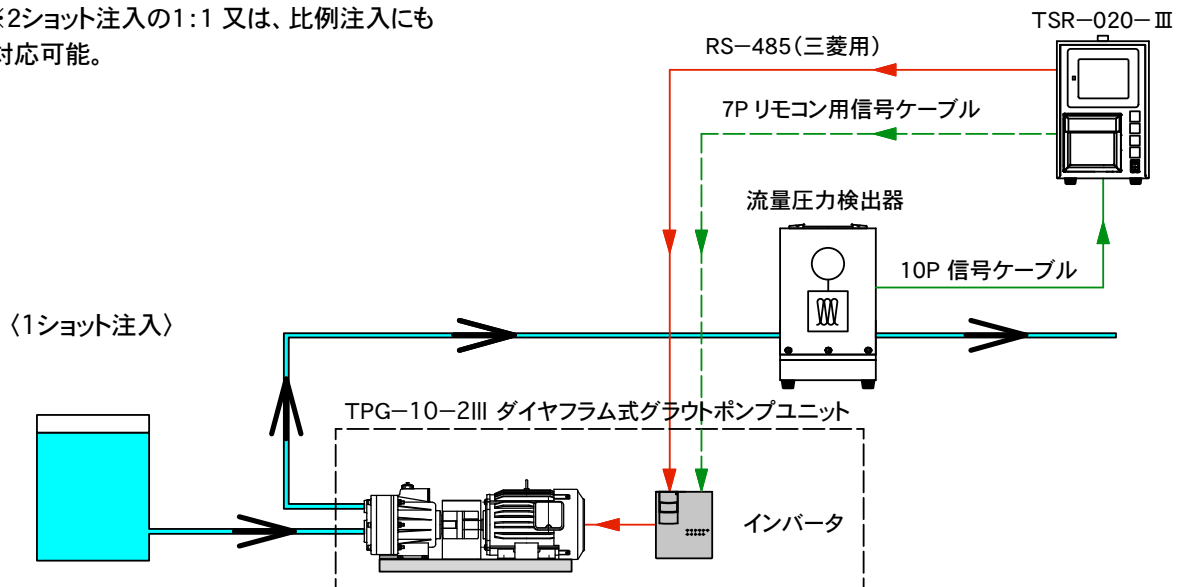 ※2ショット注入の1:1 又は、比例注入にも
対応可能。
TSR-020-Ⅲ
RS-485(三菱用)
7P リモコン用信号ケーブル
流量圧力検出器
10P 信号ケーブル
〈1ショット注入〉
TPG-10-2Ⅲ ダイヤフラム式グラウトポンプユニット
インバータ